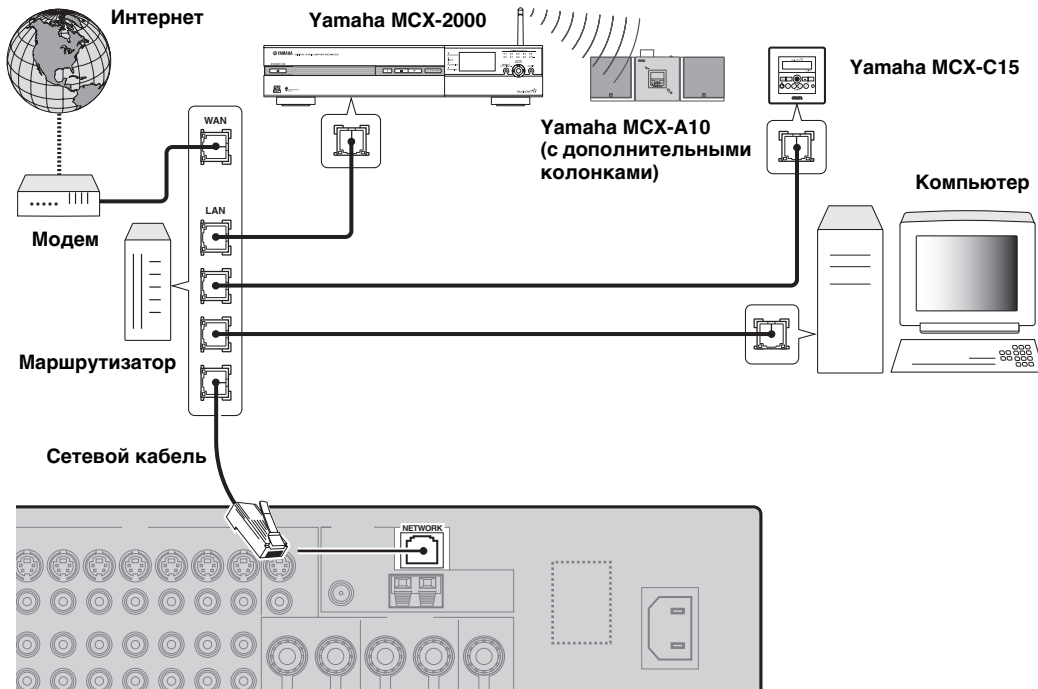 Интернет
Yamaha MCX-2000
Yamaha MCX-C15
Yamaha MCX-A10
(с дополнительными
колонками)
WAN
Компьютер
LAN
Модем
Маршрутизатор
Сетевой кабель
NETWORK